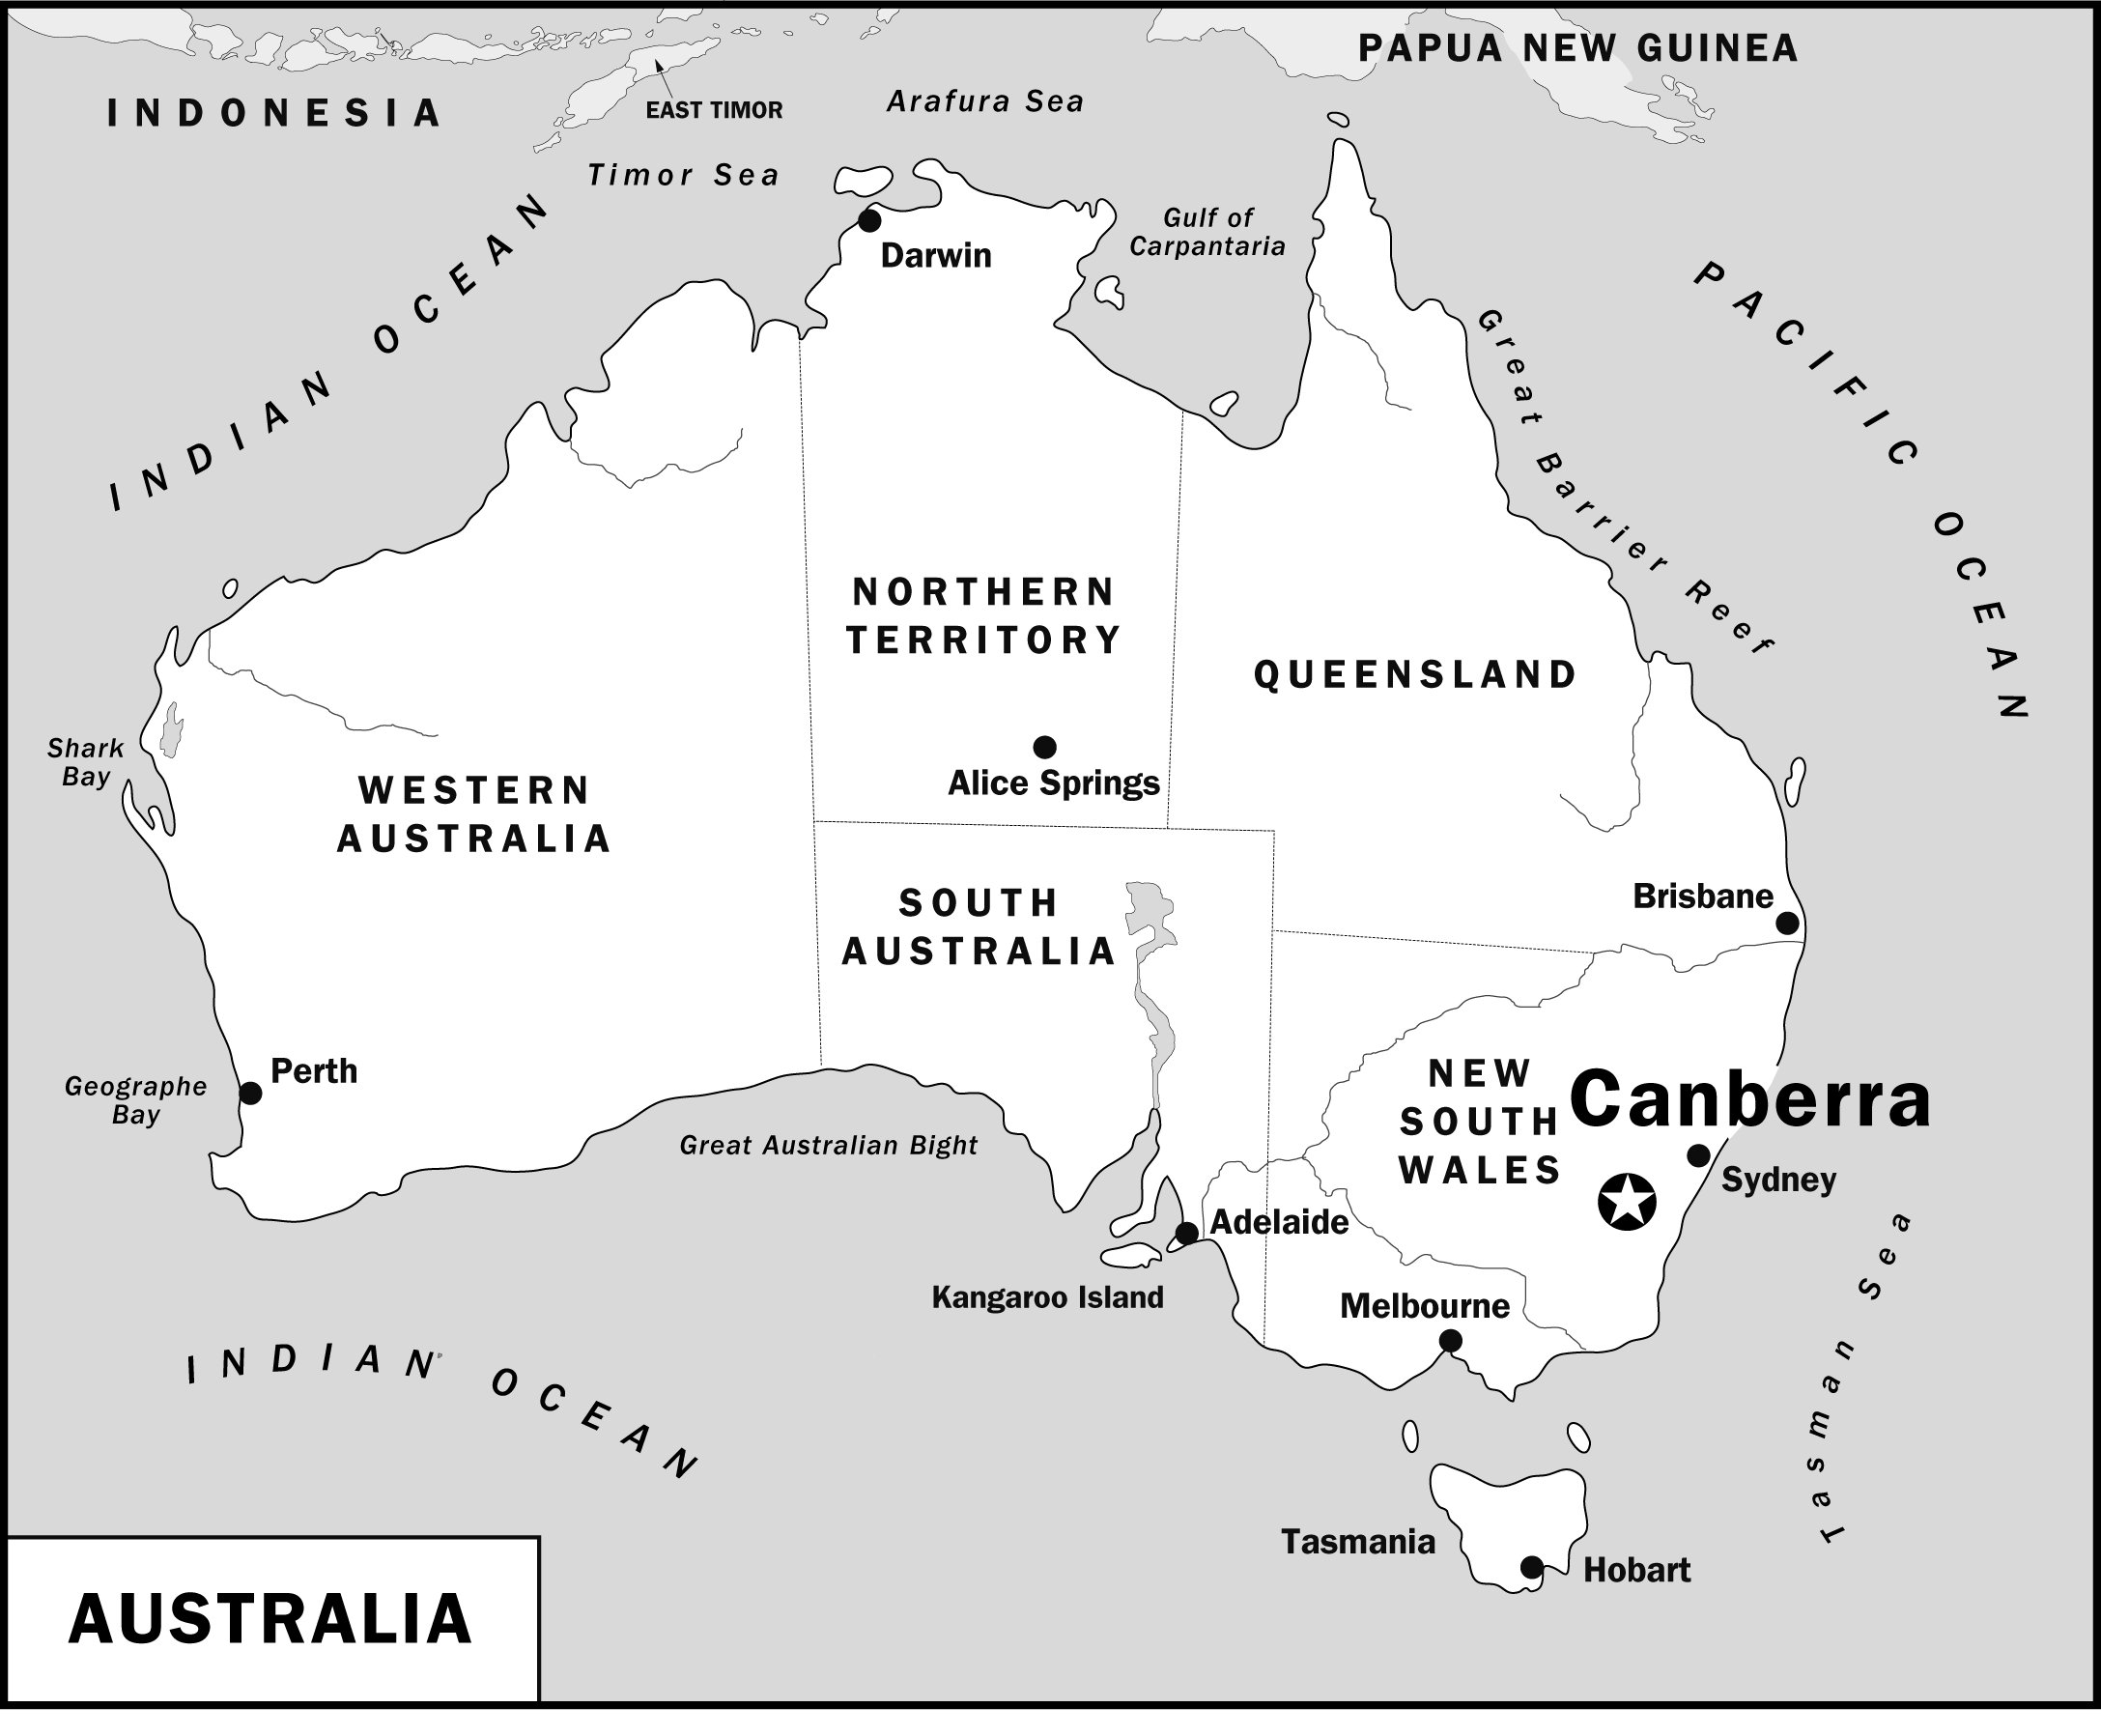 PAPUA NEW GUINEA
INDONESIA
EAST TIMOR
Arafura Sea
Timor Sea
INDIAN OCEAN
Darwin
Gulf of
Carpantaria
PACIFIC OCEAN
Great Barrier Reef
NORTHERN
TERRITORY
QUEENSLAND
Shark
Bay
Alice Springs
WESTERN
AUSTRALIA
SOUTH
AUSTRALIA
Brisbane
Perth
Geographe
Bay
Great Australian Bight
NEW
SOUTH
WALES
Canberra
Sydney
Adelaide
Kangaroo Island
Melbourne
Tasman Sea
INDIAN OCEAN
Tasmania
Hobart
AUSTRALIA